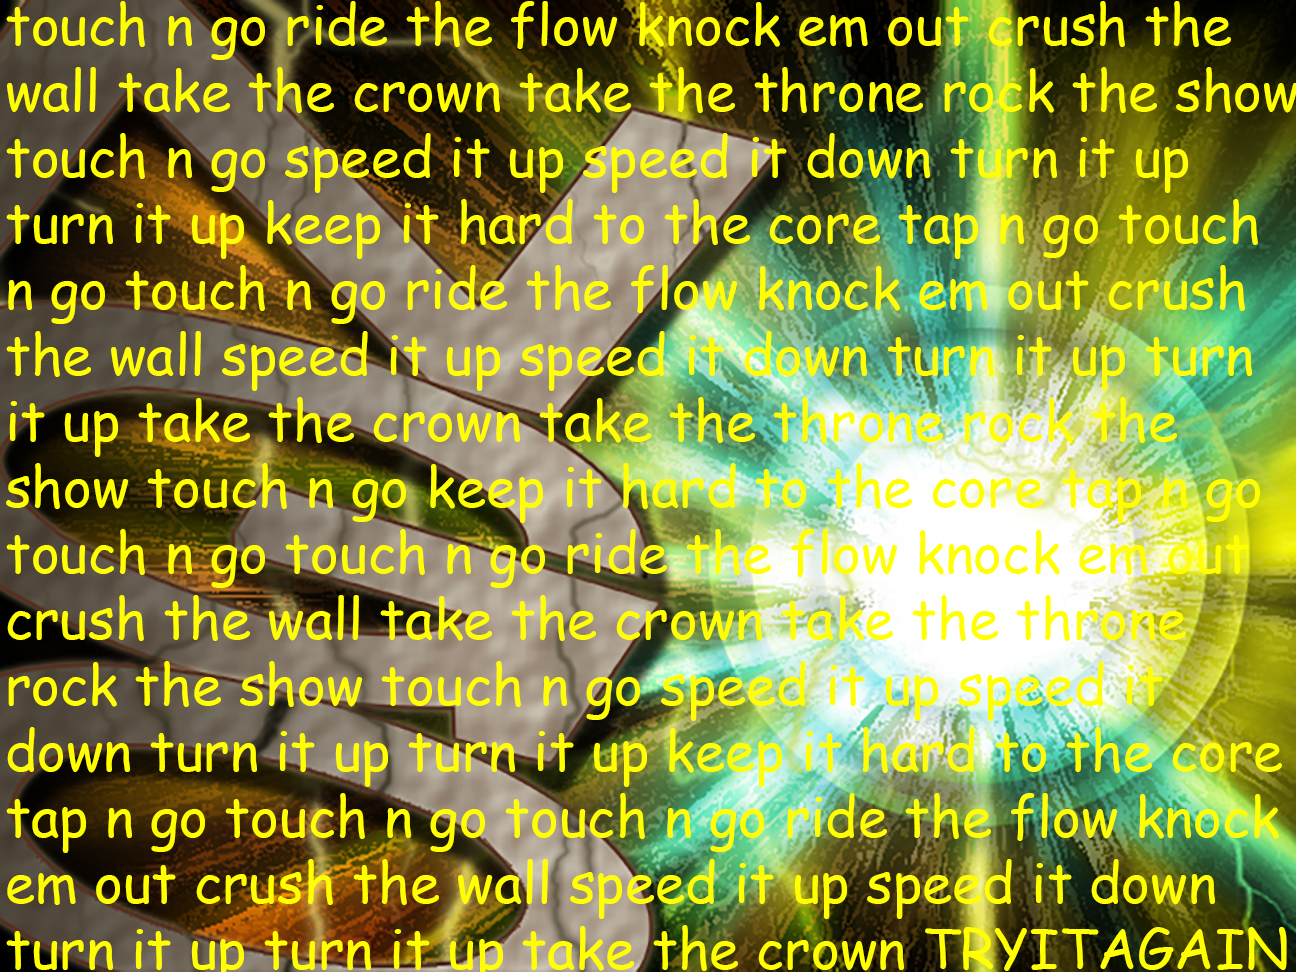 touch n go ride the flow knock em out crush the
wall take the crown take the throne rock the show
touch n go speed it up speed it down turn it up
turn it up keep it hard to the core tap n go touch
n go touch n go ride the flow knock em out crush
the wall speed it up speed it down turn it up turn
it up take the crown take the throne rock the
show touch n go keep it hard to the core tap n go
touch n go touch n go ride the flow knock em out
crush the wall take the crown take the throne
rock the show touch n go speed it up speed it
down turn it up turn it up keep it hard to the core
tap n go touch n go touch n go ride the flow knock
em out crush the wall speed it up speed it down
turn it up turn it up take the crown TRYITAGAIN